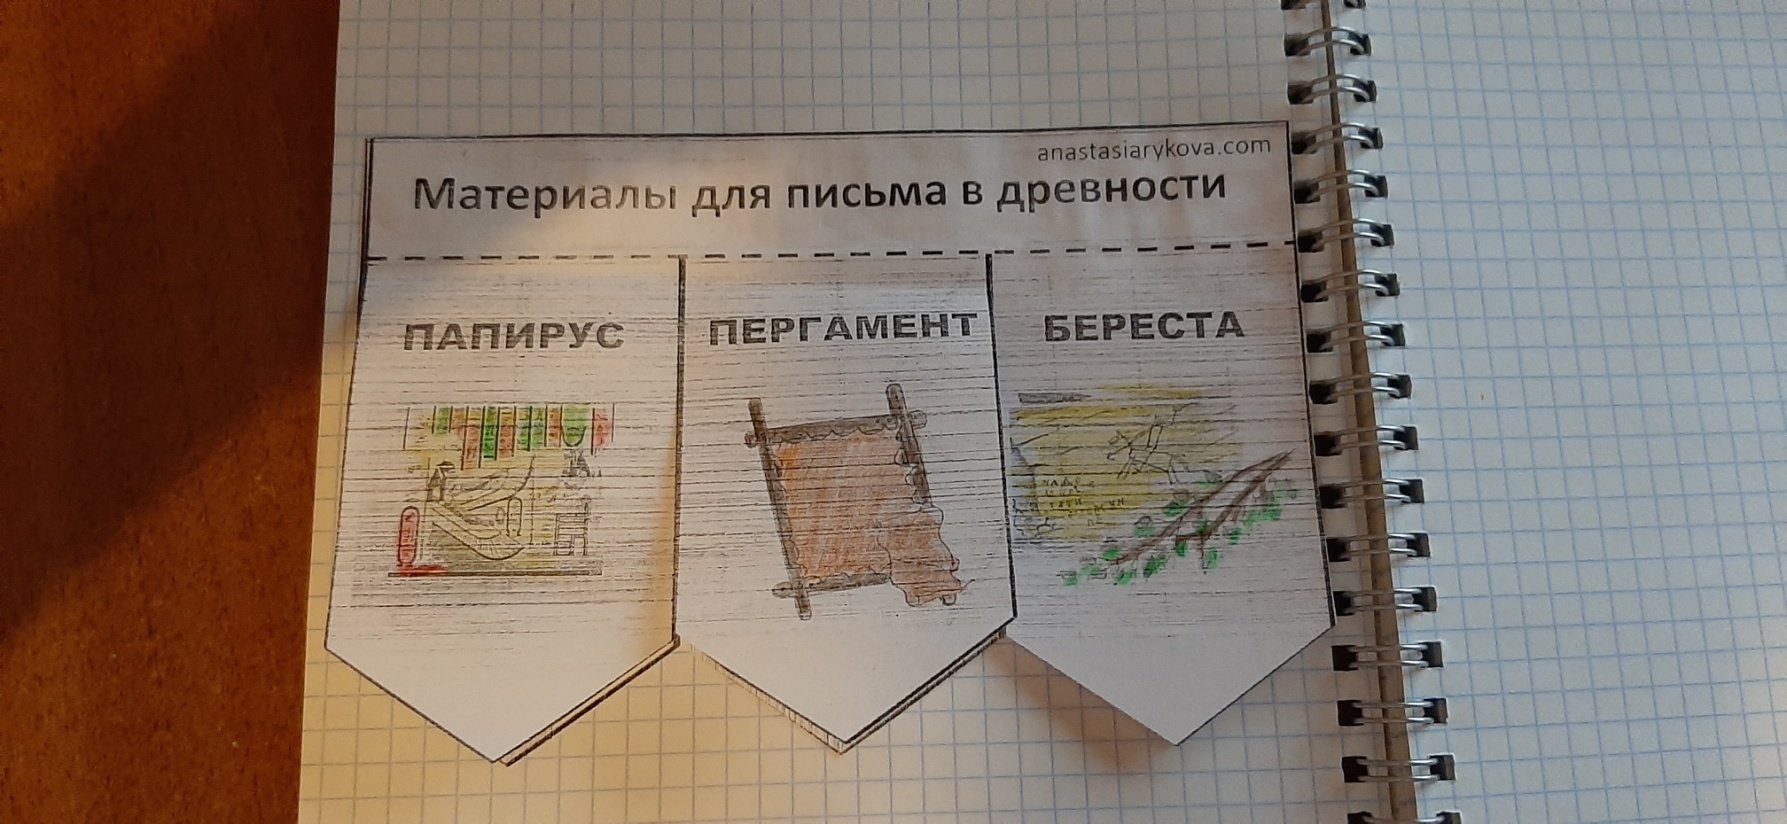 anastasiarykova.com
Материалы для письма в древности
ПАПИРУС
ПЕРГАМЕНТ
БЕРЕСТА